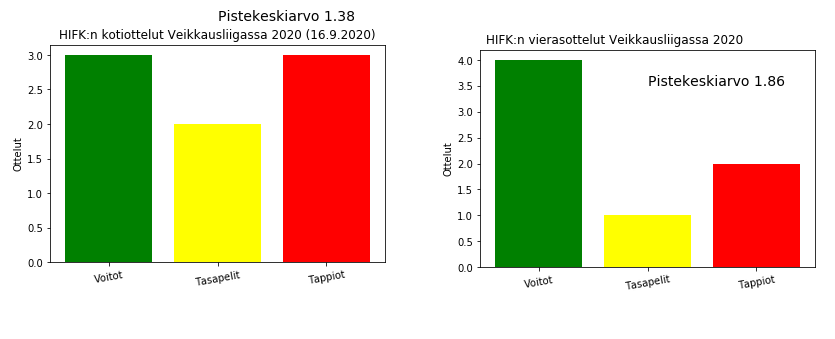 Pistekeskiarvo 1.38
HIFK:n kotiottelut Veikkausliigassa 2020 (16.9.2020)
Ottelut
3.0
2.5
2.0
1.5
1.0
0.5
0.0
Voitot
Tasapelit
Tappiot
HIFK:n vierasottelut Veikkausliigassa 2020
Pistekeskiarvo 1.86
Ottelut
4.0
3.5
3.0
2.5
2.0
1.5
1.0
0.5
0.0
Voitot
Tasapelit
Tappiot